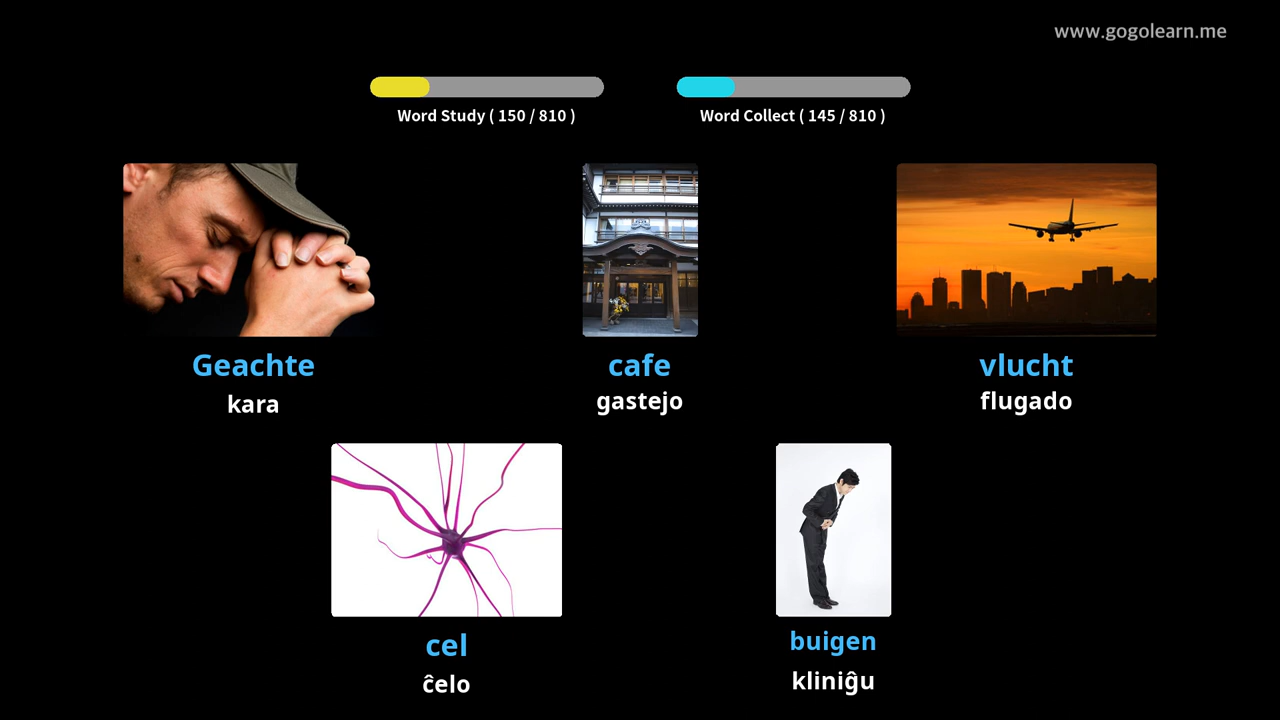 www.gogolearn.me
Word Study ( 150 / 810 )
Word Collect ( 145 / 810 )
Geachte
kara
cafe
gastejo
vlucht
flugado
cel
ĉelo
buigen
kliniĝu